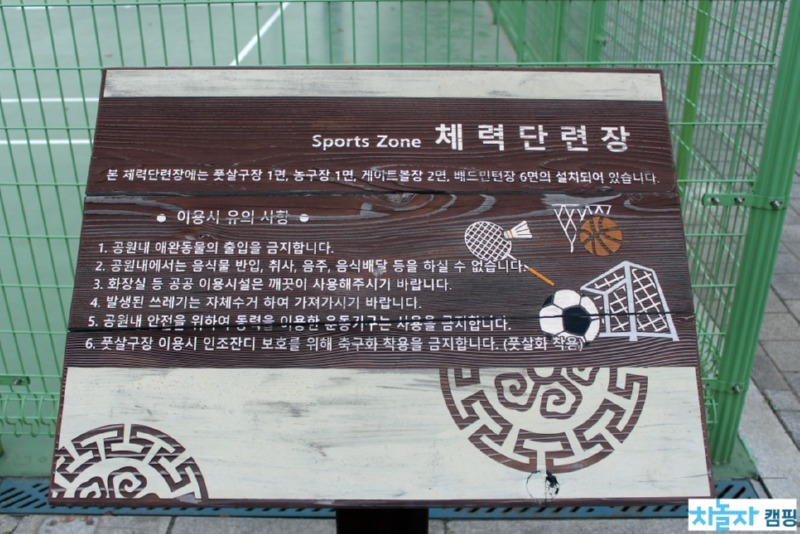 Sports Zone 체력단련장
본 체력단련장에는 풋살구장 1면, 농구장 1면, 게이트볼장 2면, 배드민턴장 6면의 설치되어 있습니다.
● 이용시 유의 사항 ●
1. 공원내 애완동물의 출입을 금지합니다.
2. 공원내에서는 음식물 반입, 취사, 음주, 음식배달 등을 하실 수 없습니다.
3. 화장실 등 공공 이용시설은 깨끗이 사용해주시기 바랍니다.
4. 발생된 쓰레기는 자체수거 하여 가져가시기 바랍니다.
5. 공원내 안전을 위하여 동력을 이용한 운동기구는 사용을 금지합니다.
6. 풋살구장 이용시 인조잔디 보호를 위해 축구화 착용을 금지합니다. (풋살화 착용)
차놀자 캠핑